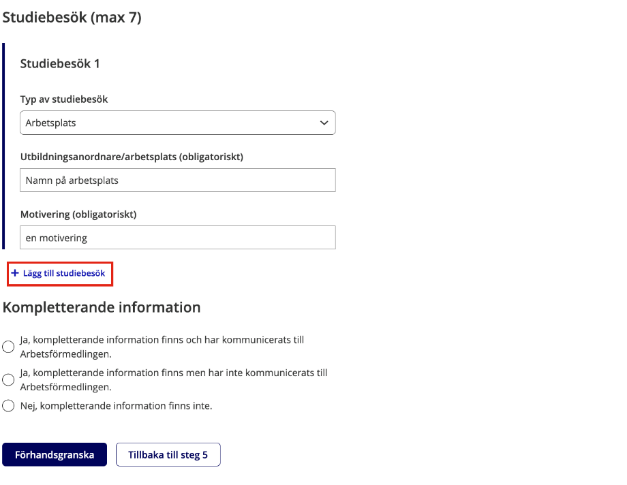 Studiebesök (max 7)
Studiebesök 1
Typ av studiebesök
Arbetsplats
Utbildningsanordnare/arbetsplats (obligatoriskt)
Namn på arbetsplats
Motivering (obligatoriskt)
en motivering
+ Lägg till studiebesök
Kompletterande information
Ja, kompletterande information finns och har kommunicerats till
Arbetsförmedlingen.
Ja, kompletterande information finns men har inte kommunicerats till
Arbetsförmedlingen.
Nej, kompletterande information finns inte.
Förhandsgranska
Tillbaka till steg 5